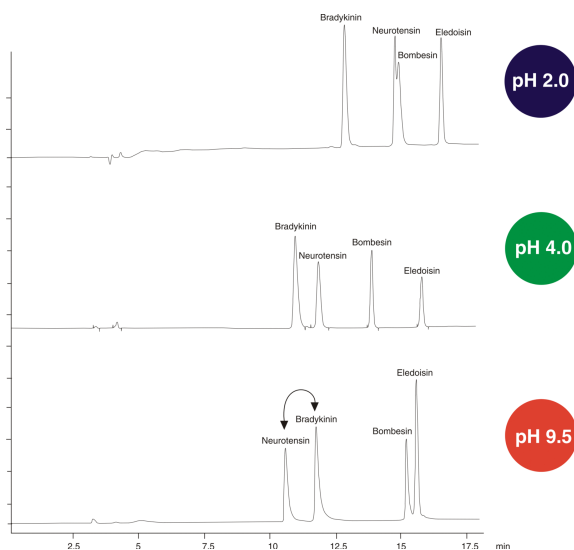 Bradykinin
Neurotensin
Eledoisin
Bombesin
pH 2.0
Bradykinin
Bombesin
Neurotensin
Eledoisin
pH 4.0
Eledoisin
Bradykinin
Bombesin
Neurotensin
pH 9.5
2.5 5 7.5 10 12.5 15 17.5 min